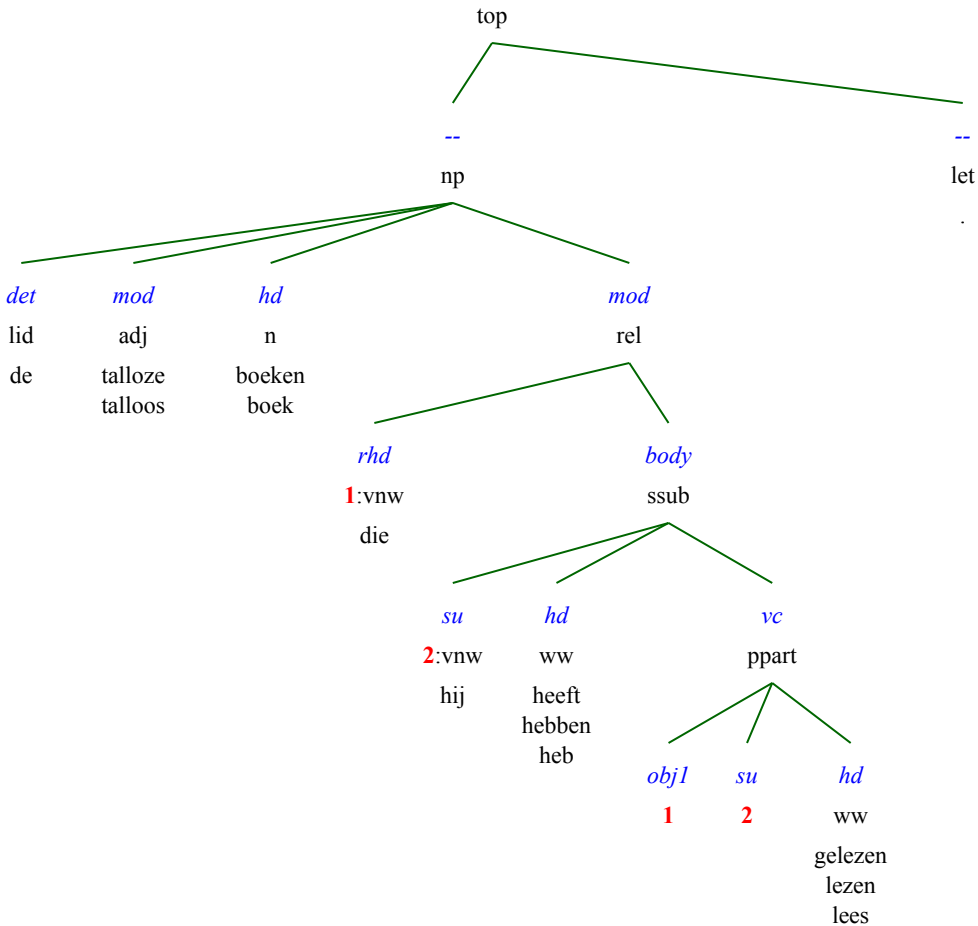 top
-- --
np let
.
det mod hd mod
lid adj n rel
de talloze boeken
talloos boek
rhd body
1:vnw ssub
die
su hd vc
2:vnw ww ppart
hij heeft
hebben
heb
obj1 su hd
1 2 ww
gelezen
lezen
lees